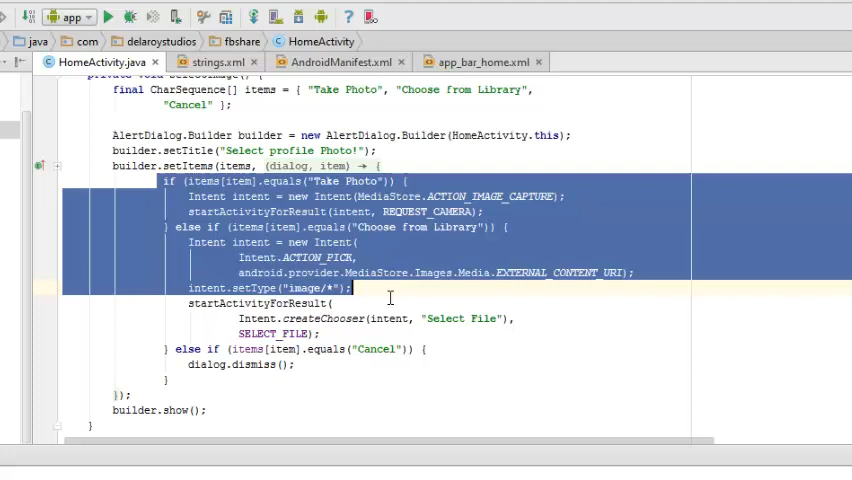 app
java
com
delaroystudios
fbshare
HomeActivity
HomeActivity.java
strings.xml
AndroidManifest.xml
app_bar_home.xml
private void selectImage() {
final CharSequence[] items = { "Take Photo", "Choose from Library",
"Cancel" };
AlertDialog.Builder builder = new AlertDialog.Builder(HomeActivity.this);
builder.setTitle("Select profile Photo!");
builder.setItems(items, (dialog, item) → {
if (items[item].equals("Take Photo")) {
Intent intent = new Intent(MediaStore.ACTION_IMAGE_CAPTURE);
startActivityForResult(intent, REQUEST_CAMERA);
} else if (items[item].equals("Choose from Library")) {
Intent intent = new Intent(
Intent.ACTION_PICK,
android.provider.MediaStore.Images.Media.EXTERNAL_CONTENT_URI);
intent.setType("image/*");
startActivityForResult(
Intent.createChooser(intent, "Select File"),
SELECT_FILE);
} else if (items[item].equals("Cancel")) {
dialog.dismiss();
}
});
builder.show();
}